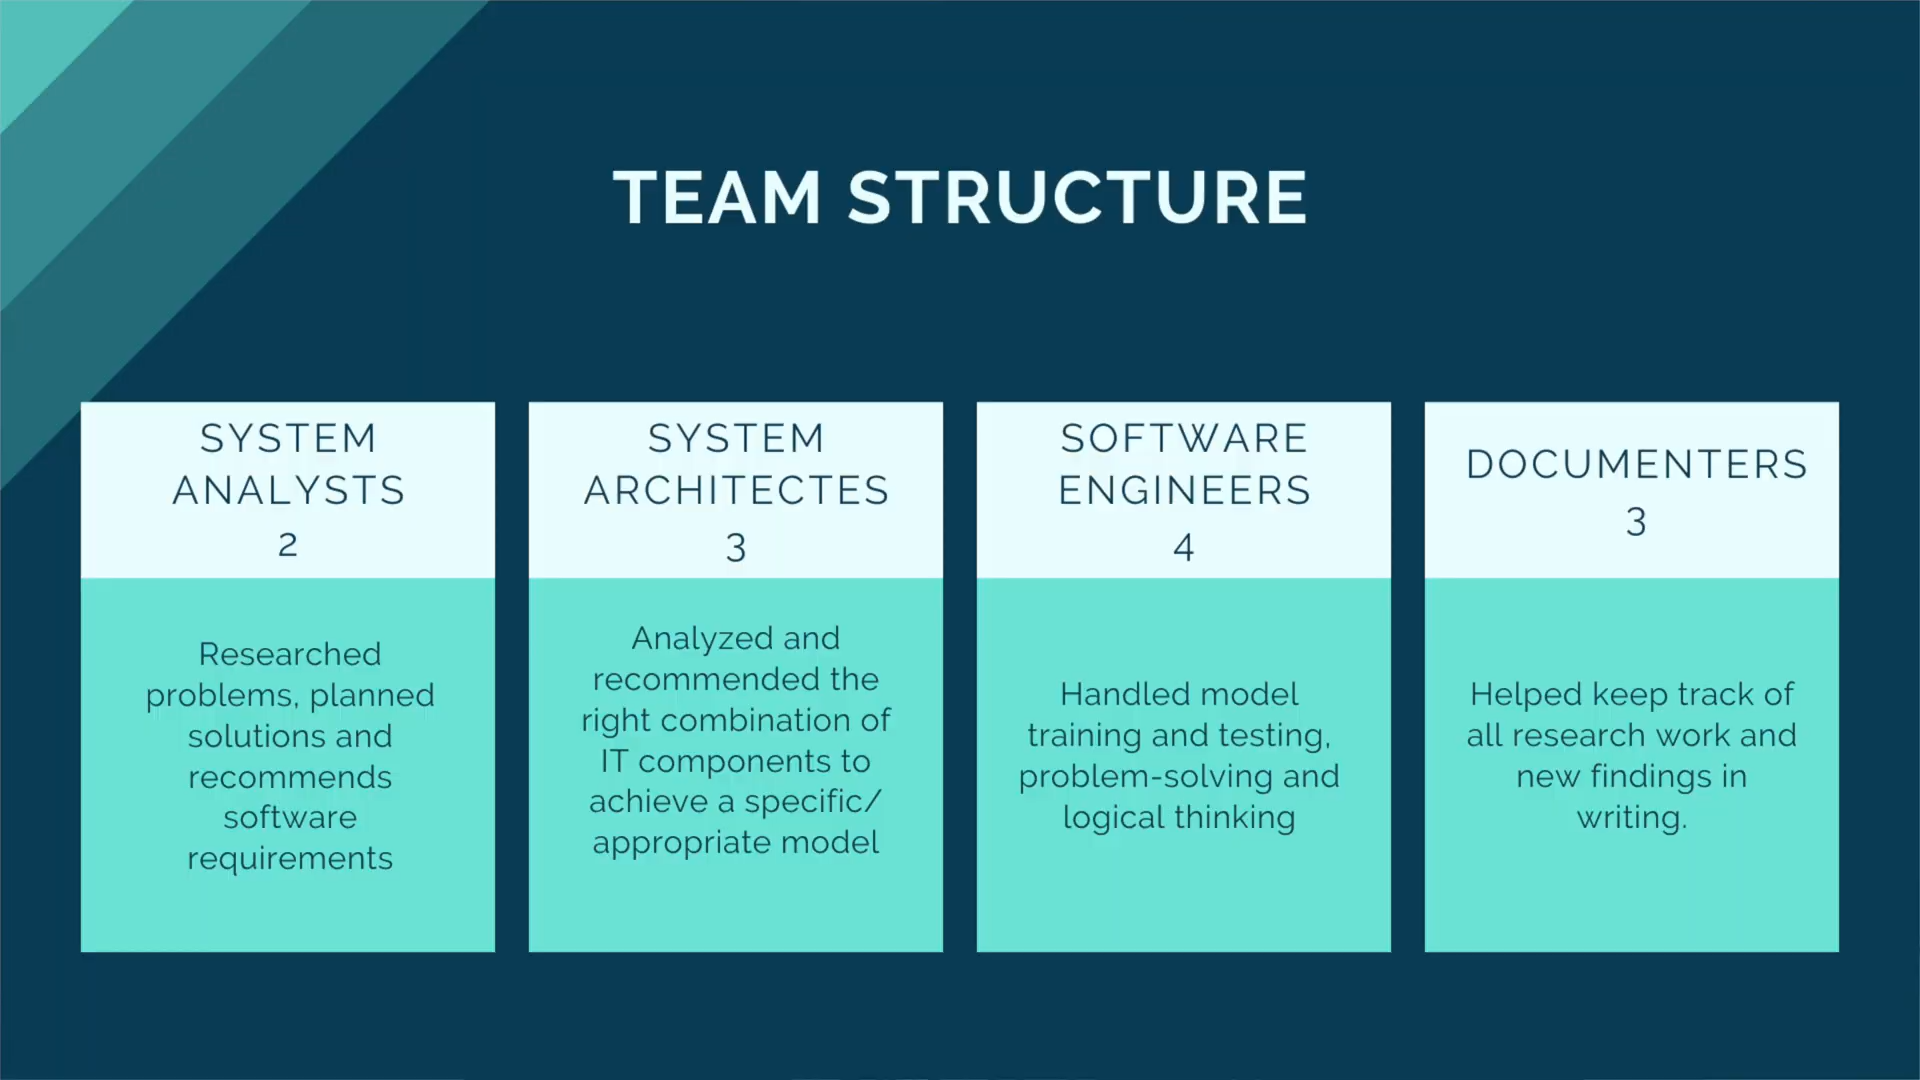 TEAM STRUCTURE
SYSTEM
ANALYSTS
2
Researched
problems, planned
solutions and
recommends
software
requirements
SYSTEM
ARCHITECTES
3
Analyzed and
recommended the
right combination of
IT components to
achieve a specific/
appropriate model
SOFTWARE
ENGINEERS
4
Handled model
training and testing,
problem-solving and
logical thinking
DOCUMENTERS
3
Helped keep track of
all research work and
new findings in
writing.